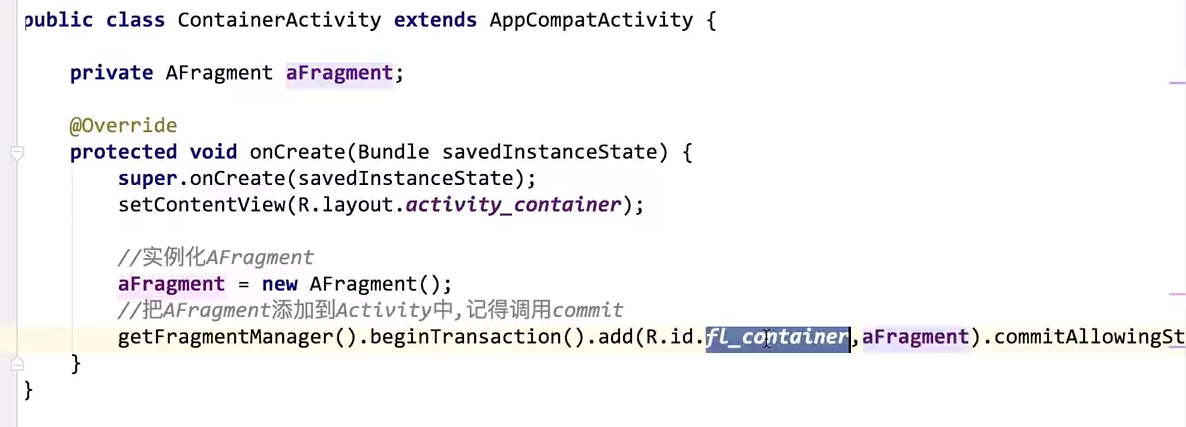 public class ContainerActivity extends AppCompatActivity {
private AFragment aFragment;
@Override
protected void onCreate(Bundle savedInstanceState) {
super.onCreate(savedInstanceState);
setContentView(R.layout.activity_container);
//实例化AFragment
aFragment = new AFragment();
//把AFragment添加到Activity中,记得调用commit
getFragmentManager().beginTransaction().add(R.id.fl_container,aFragment).commitAllowingSt
}
}